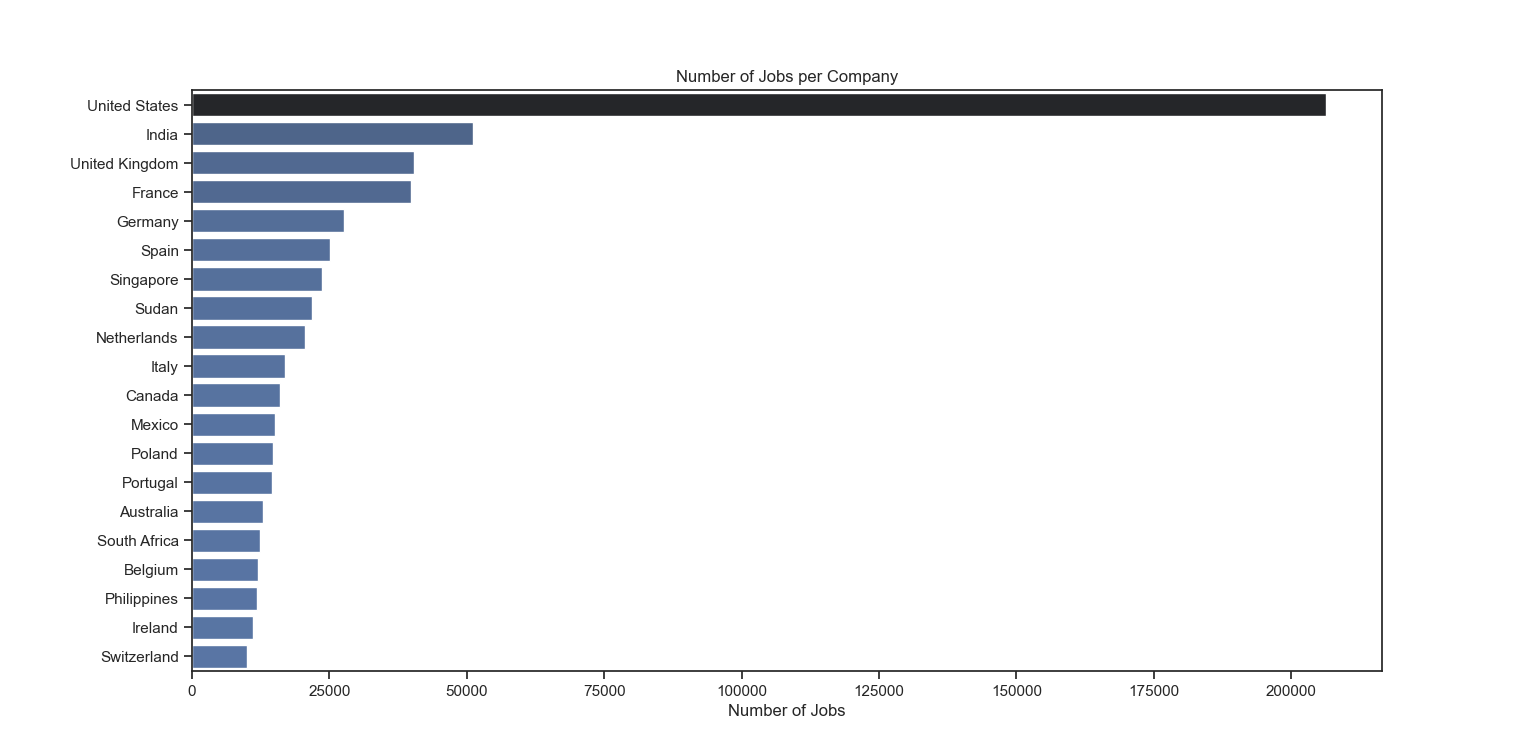 Number of Jobs per Company
United States
India
United Kingdom
France
Germany
Spain
Singapore
Sudan
Netherlands
Italy
Canada
Mexico
Poland
Portugal
Australia
South Africa
Belgium
Philippines
Ireland
Switzerland
0 25000 50000 75000 100000 125000 150000 175000 200000
Number of Jobs